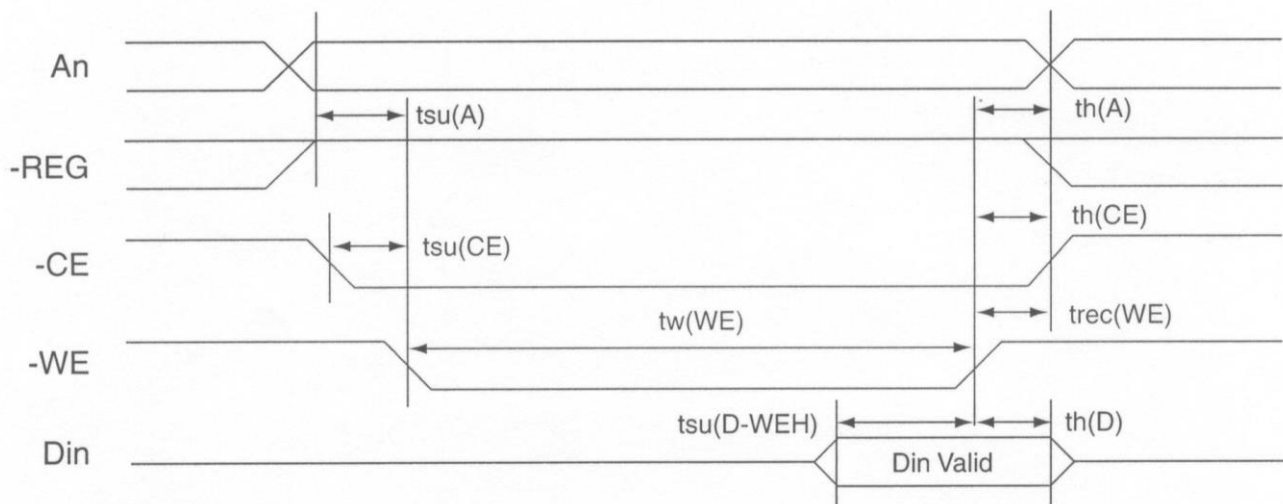 An
tsu(A)
th(A)
-REG
th(CE)
tsu(CE)
-CE
tw(WE)
trec(WE)
-WE
tsu(D-WEH)
th(D)
Din
Din Valid